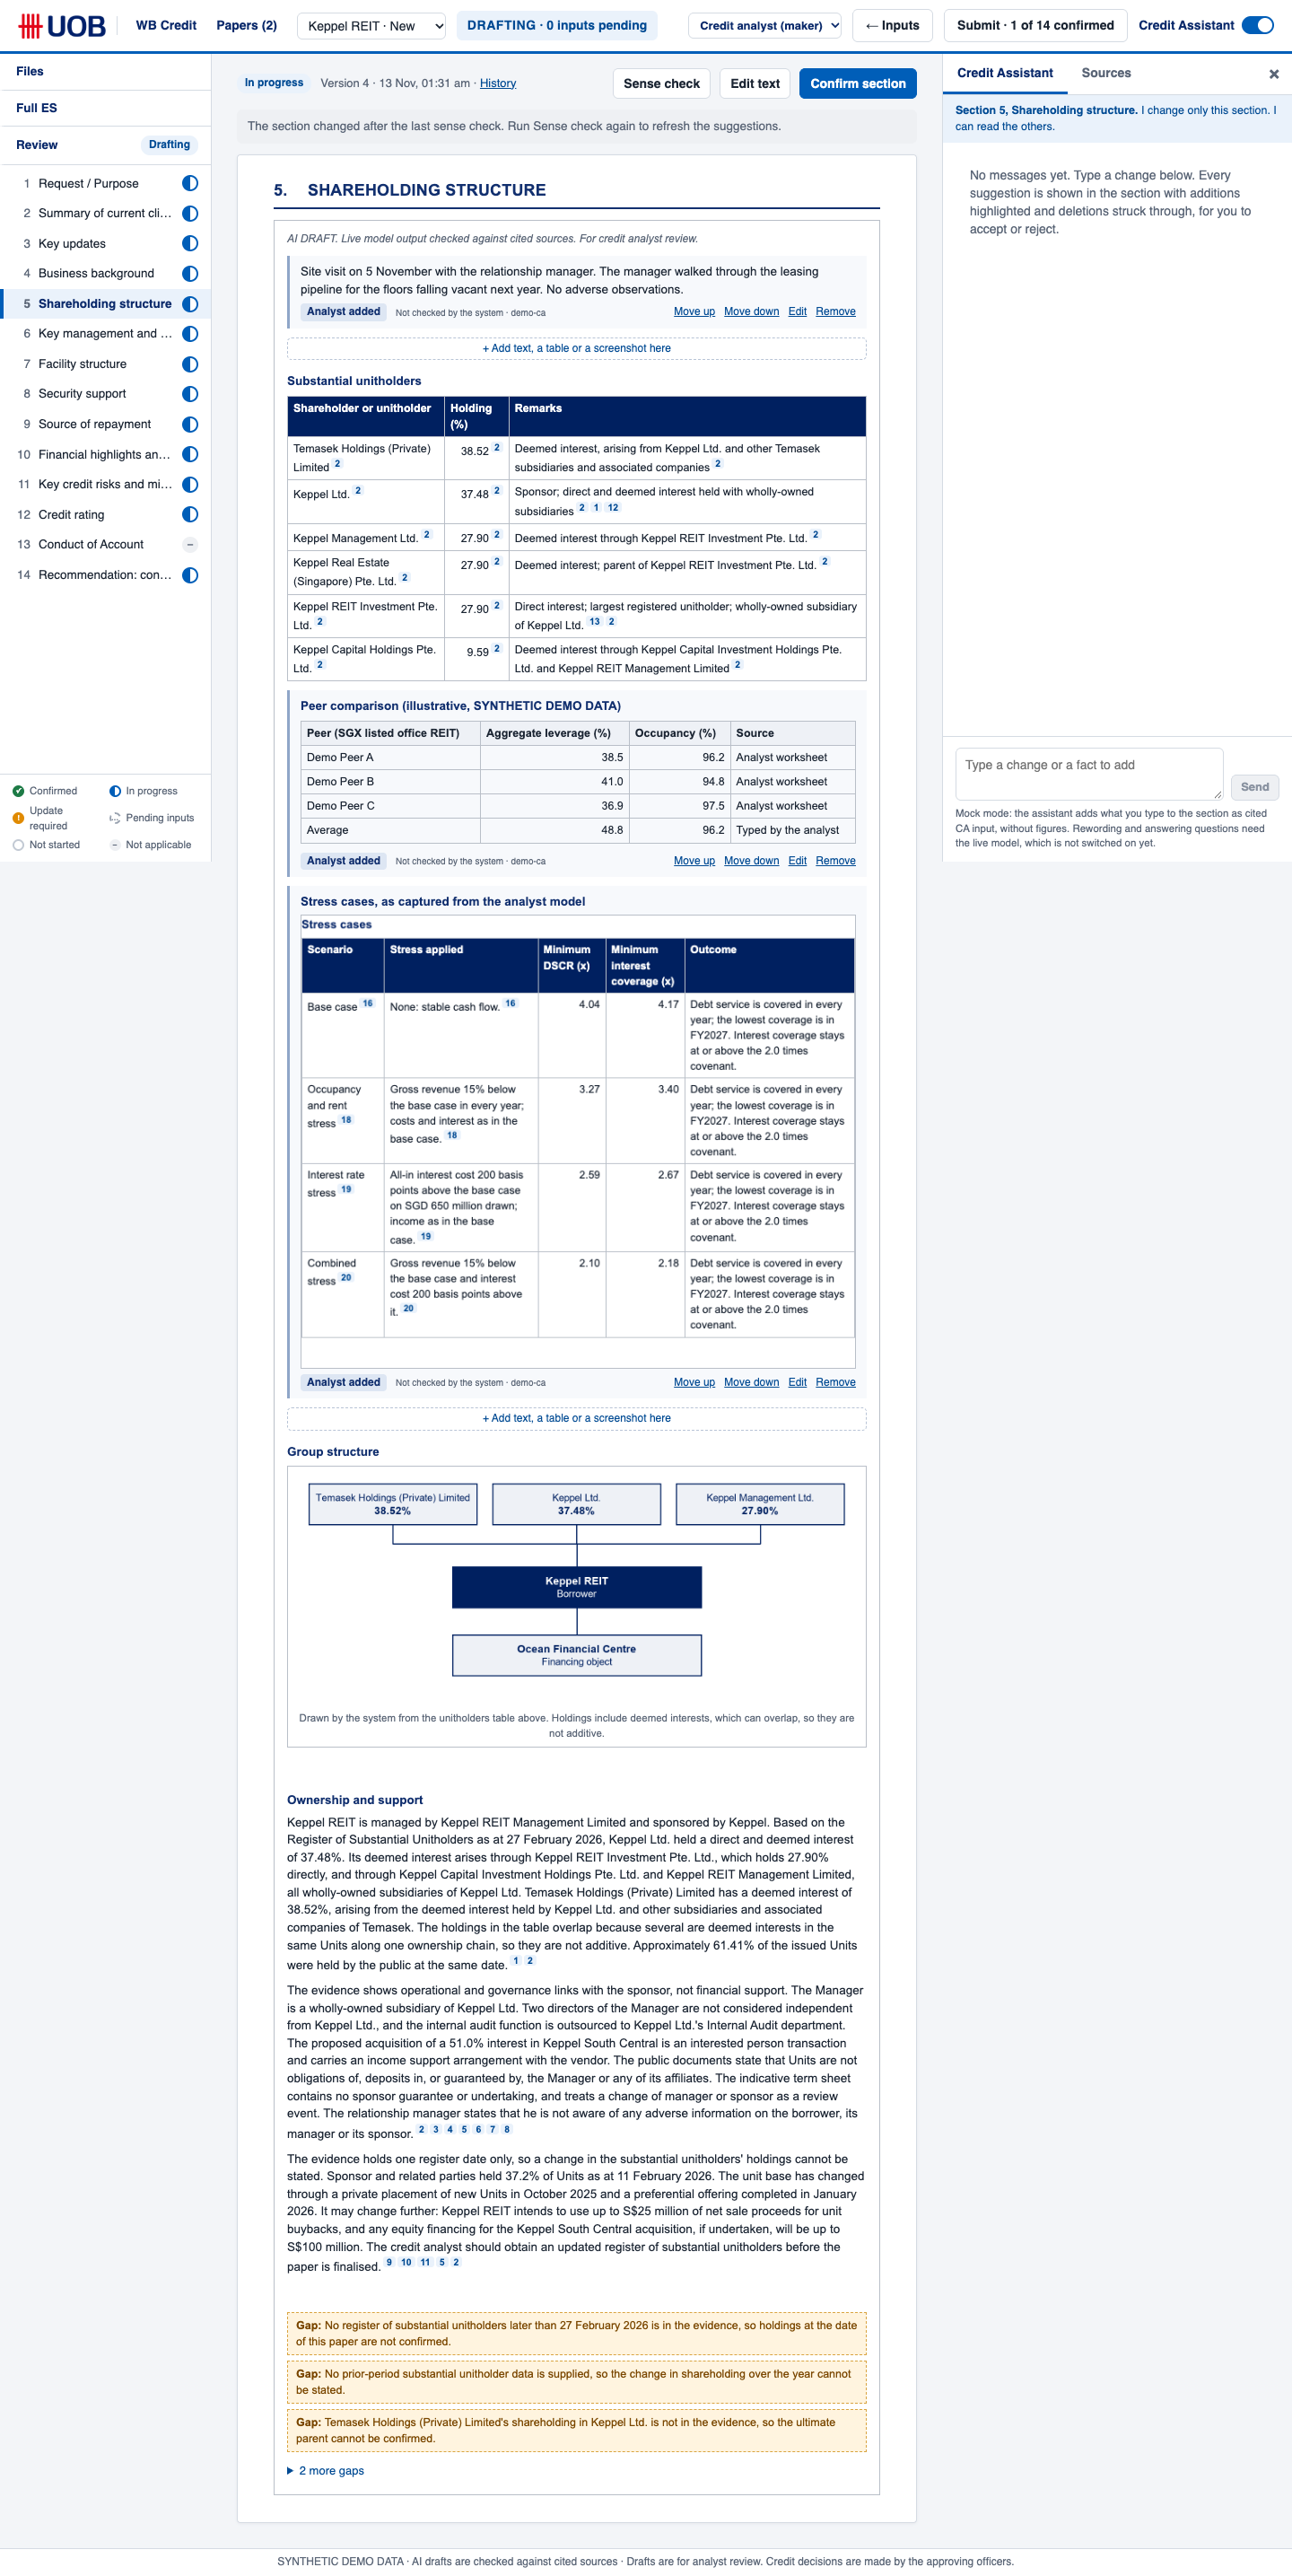 UOB
WB Credit
Papers (2)
Keppel REIT · New
DRAFTING · 0 inputs pending
Credit analyst (maker)
← Inputs
Submit · 1 of 14 confirmed
Credit Assistant
Files
Full ES
Review
Drafting
1 Request / Purpose
2 Summary of current cli...
3 Key updates
4 Business background
5 Shareholding structure
6 Key management and ...
7 Facility structure
8 Security support
9 Source of repayment
10 Financial highlights an...
11 Key credit risks and mi...
12 Credit rating
13 Conduct of Account
14 Recommendation: con...
Confirmed
In progress
Update
required
Pending inputs
Not started
Not applicable
In progress
Version 4 · 13 Nov, 01:31 am · History
Sense check
Edit text
Confirm section
The section changed after the last sense check. Run Sense check again to refresh the suggestions.
5. SHAREHOLDING STRUCTURE
AI DRAFT. Live model output checked against cited sources. For credit analyst review.
Site visit on 5 November with the relationship manager. The manager walked through the leasing
pipeline for the floors falling vacant next year. No adverse observations.
Analyst added Not checked by the system · demo-ca Move up Move down Edit Remove
+ Add text, a table or a screenshot here
Substantial unitholders
Shareholder or unitholder
Holding
(%)
Remarks
Temasek Holdings (Private)
Limited 2
38.52 2
Deemed interest, arising from Keppel Ltd. and other Temasek
subsidiaries and associated companies 2
Keppel Ltd. 2
37.48 2
Sponsor; direct and deemed interest held with wholly-owned
subsidiaries 2 1 12
Keppel Management Ltd. 2
27.90 2
Deemed interest through Keppel REIT Investment Pte. Ltd. 2
Keppel Real Estate
(Singapore) Pte. Ltd. 2
27.90 2
Deemed interest; parent of Keppel REIT Investment Pte. Ltd. 2
Keppel REIT Investment Pte.
Ltd. 2
27.90 2
Direct interest; largest registered unitholder; wholly-owned subsidiary
of Keppel Ltd. 13 2
Keppel Capital Holdings Pte.
Ltd. 2
9.59 2
Deemed interest through Keppel Capital Investment Holdings Pte.
Ltd. and Keppel REIT Management Limited 2
Peer comparison (illustrative, SYNTHETIC DEMO DATA)
Peer (SGX listed office REIT) Aggregate leverage (%) Occupancy (%) Source
Demo Peer A 38.5 96.2 Analyst worksheet
Demo Peer B 41.0 94.8 Analyst worksheet
Demo Peer C 36.9 97.5 Analyst worksheet
Average 48.8 96.2 Typed by the analyst
Analyst added Not checked by the system · demo-ca Move up Move down Edit Remove
Stress cases, as captured from the analyst model
Stress cases
Scenario
Stress applied
Minimum
DSCR (x)
Minimum
interest
coverage (x)
Outcome
Base case 16
None: stable cash flow. 16
4.04
4.17
Debt service is covered in every
year; the lowest coverage is in
FY2027. Interest coverage stays
at or above the 2.0 times
covenant.
Occupancy
and rent
stress 18
Gross revenue 15% below
the base case in every year;
costs and interest as in the
base case. 18
3.27
3.40
Debt service is covered in every
year; the lowest coverage is in
FY2027. Interest coverage stays
at or above the 2.0 times
covenant.
Interest rate
stress 19
All-in interest cost 200 basis
points above the base case
on SGD 650 million drawn;
income as in the base
case. 19
2.59
2.67
Debt service is covered in every
year; the lowest coverage is in
FY2027. Interest coverage stays
at or above the 2.0 times
covenant.
Combined
stress 20
Gross revenue 15% below
the base case and interest
cost 200 basis points above
it. 20
2.10
2.18
Debt service is covered in every
year; the lowest coverage is in
FY2027. Interest coverage stays
at or above the 2.0 times
covenant.
Analyst added Not checked by the system · demo-ca Move up Move down Edit Remove
+ Add text, a table or a screenshot here
Group structure
Temasek Holdings (Private) Limited
38.52%
Keppel Ltd.
37.48%
Keppel Management Ltd.
27.90%
Keppel REIT
Borrower
Ocean Financial Centre
Financing object
Drawn by the system from the unitholders table above. Holdings include deemed interests, which can overlap, so they are
not additive.
Ownership and support
Keppel REIT is managed by Keppel REIT Management Limited and sponsored by Keppel. Based on the
Register of Substantial Unitholders as at 27 February 2026, Keppel Ltd. held a direct and deemed interest
of 37.48%. Its deemed interest arises through Keppel REIT Investment Pte. Ltd., which holds 27.90%
directly, and through Keppel Capital Investment Holdings Pte. Ltd. and Keppel REIT Management Limited,
all wholly-owned subsidiaries of Keppel Ltd. Temasek Holdings (Private) Limited has a deemed interest of
38.52%, arising from the deemed interest held by Keppel Ltd. and other subsidiaries and associated
companies of Temasek. The holdings in the table overlap because several are deemed interests in the
same Units along one ownership chain, so they are not additive. Approximately 61.41% of the issued Units
were held by the public at the same date. 1 2
The evidence shows operational and governance links with the sponsor, not financial support. The Manager
is a wholly-owned subsidiary of Keppel Ltd. Two directors of the Manager are not considered independent
from Keppel Ltd., and the internal audit function is outsourced to Keppel Ltd.'s Internal Audit department.
The proposed acquisition of a 51.0% interest in Keppel South Central is an interested person transaction
and carries an income support arrangement with the vendor. The public documents state that Units are not
obligations of, deposits in, or guaranteed by, the Manager or any of its affiliates. The indicative term sheet
contains no sponsor guarantee or undertaking, and treats a change of manager or sponsor as a review
event. The relationship manager states that he is not aware of any adverse information on the borrower, its
manager or its sponsor. 2 3 4 5 6 7 8
The evidence holds one register date only, so a change in the substantial unitholders' holdings cannot be
stated. Sponsor and related parties held 37.2% of Units as at 11 February 2026. The unit base has changed
through a private placement of new Units in October 2025 and a preferential offering completed in January
2026. It may change further: Keppel REIT intends to use up to S$25 million of net sale proceeds for unit
buybacks, and any equity financing for the Keppel South Central acquisition, if undertaken, will be up to
S$100 million. The credit analyst should obtain an updated register of substantial unitholders before the
paper is finalised. 9 10 11 5 2
Gap: No register of substantial unitholders later than 27 February 2026 is in the evidence, so holdings at the date
of this paper are not confirmed.
Gap: No prior-period substantial unitholder data is supplied, so the change in shareholding over the year cannot
be stated.
Gap: Temasek Holdings (Private) Limited's shareholding in Keppel Ltd. is not in the evidence, so the ultimate
parent cannot be confirmed.
2 more gaps
Credit Assistant
Sources
×
Section 5, Shareholding structure. I change only this section. I
can read the others.
No messages yet. Type a change below. Every
suggestion is shown in the section with additions
highlighted and deletions struck through, for you to
accept or reject.
Type a change or a fact to add
Send
Mock mode: the assistant adds what you type to the section as cited
CA input, without figures. Rewording and answering questions need
the live model, which is not switched on yet.
SYNTHETIC DEMO DATA · AI drafts are checked against cited sources · Drafts are for analyst review. Credit decisions are made by the approving officers.